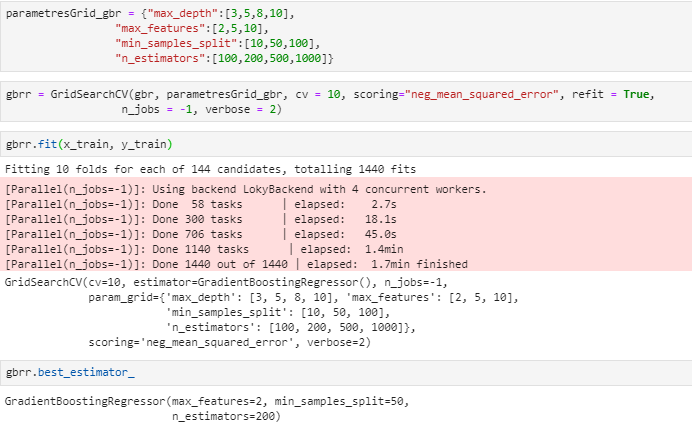 parametresGrid_gbr = {"max_depth":[3,5,8,10],
"max_features":[2,5,10],
"min_samples_split":[10,50,100],
"n_estimators":[100,200,500,1000]}
gbrr = GridSearchCV(gbr, parametresGrid_gbr, cv = 10, scoring="neg_mean_squared_error", refit = True,
n_jobs = -1, verbose = 2)
gbrr.fit(x_train, y_train)
Fitting 10 folds for each of 144 candidates, totalling 1440 fits
[Parallel(n_jobs=-1)]: Using backend LokyBackend with 4 concurrent workers.
[Parallel(n_jobs=-1)]: Done  58 tasks      | elapsed:    2.7s
[Parallel(n_jobs=-1)]: Done 300 tasks      | elapsed:   18.1s
[Parallel(n_jobs=-1)]: Done 706 tasks      | elapsed:   45.0s
[Parallel(n_jobs=-1)]: Done 1140 tasks      | elapsed:  1.4min
[Parallel(n_jobs=-1)]: Done 1440 out of 1440 | elapsed:  1.7min finished
GridSearchCV(cv=10, estimator=GradientBoostingRegressor(), n_jobs=-1,
param_grid={'max_depth': [3, 5, 8, 10], 'max_features': [2, 5, 10],
'min_samples_split': [10, 50, 100],
'n_estimators': [100, 200, 500, 1000]},
scoring='neg_mean_squared_error', verbose=2)
gbrr.best_estimator_
GradientBoostingRegressor(max_features=2, min_samples_split=50,
n_estimators=200)